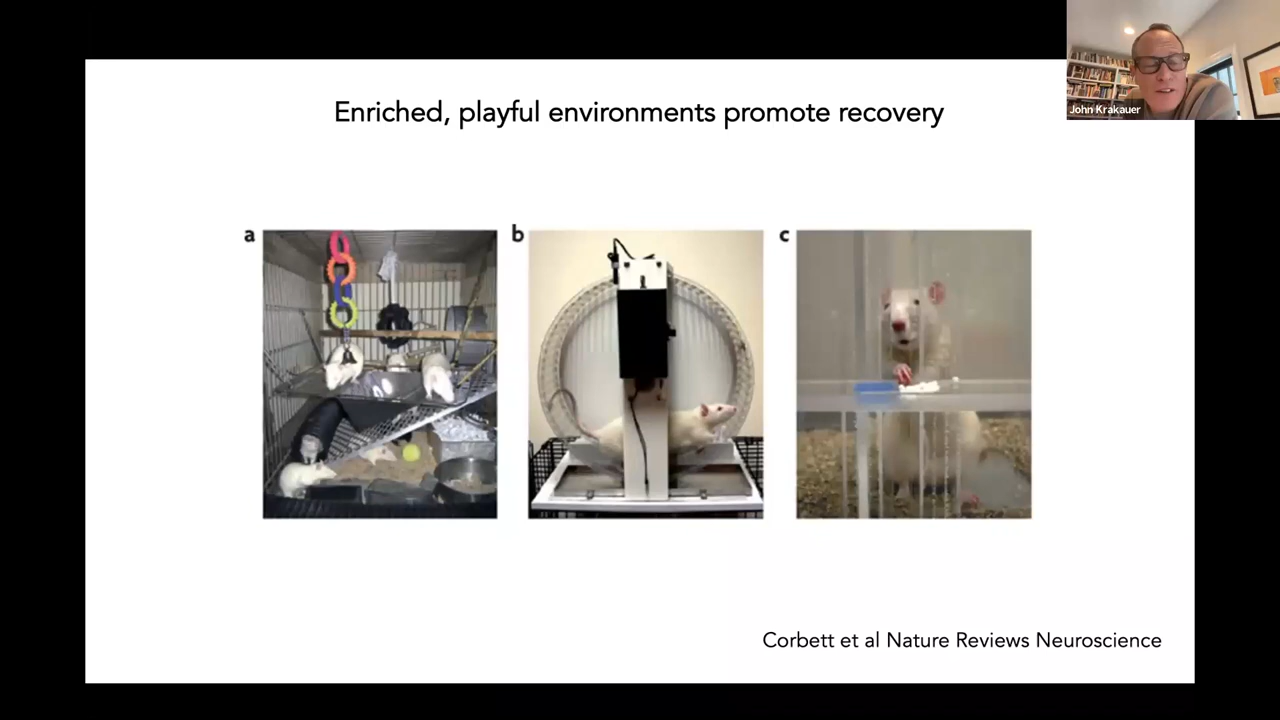 John Krakauer
Enriched, playful environments promote recovery
a
b
c
Corbett et al Nature Reviews Neuroscience